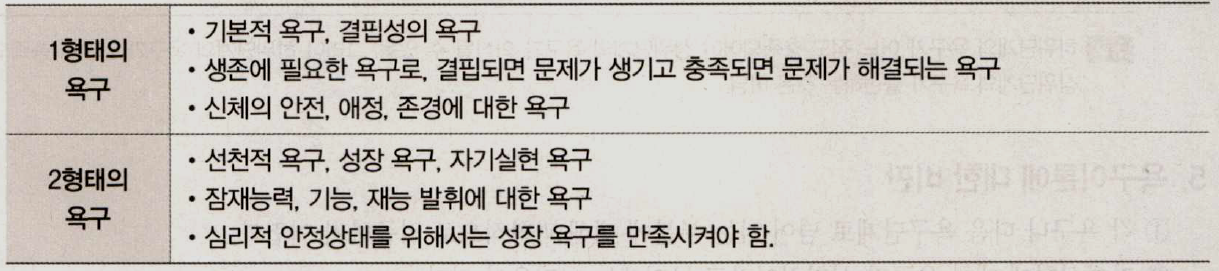 1형태의
욕구
• 기본적 욕구, 결핍성의 욕구
• 생존에 필요한 욕구로, 결핍되면 문제가 생기고 충족되면 문제가 해결되는 욕구
• 신체의 안전, 애정, 존경에 대한 욕구
2형태의
욕구
• 선천적 욕구, 성장 욕구, 자기실현 욕구
• 잠재능력, 기능, 재능 발휘에 대한 욕구
• 심리적 안정상태를 위해서는 성장 욕구를 만족시켜야 함.